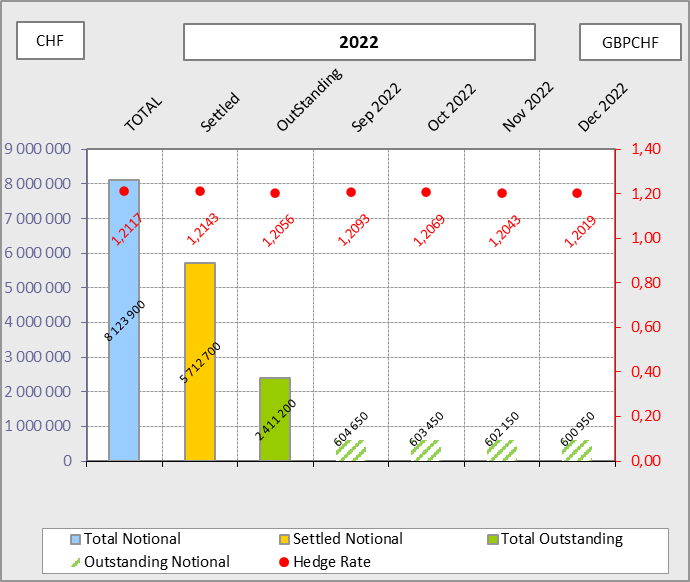 CHF
2022
GBPCHF
TOTAL
Settled
OutStanding
Sep 2022
Oct 2022
Nov 2022
Dec 2022
9 000 000
8 000 000
7 000 000
6 000 000
5 000 000
4 000 000
3 000 000
2 000 000
1 000 000
0
1,2117
1,2143
1,2056
1,2093
1,2069
1,2043
1,2019
8 123 900
5 712 700
2 411 200
604 650
603 450
602 150
600 950
1,40
1,20
1,00
0,80
0,60
0,40
0,20
0,00
Total Notional
Settled Notional
Total Outstanding
Outstanding Notional
Hedge Rate